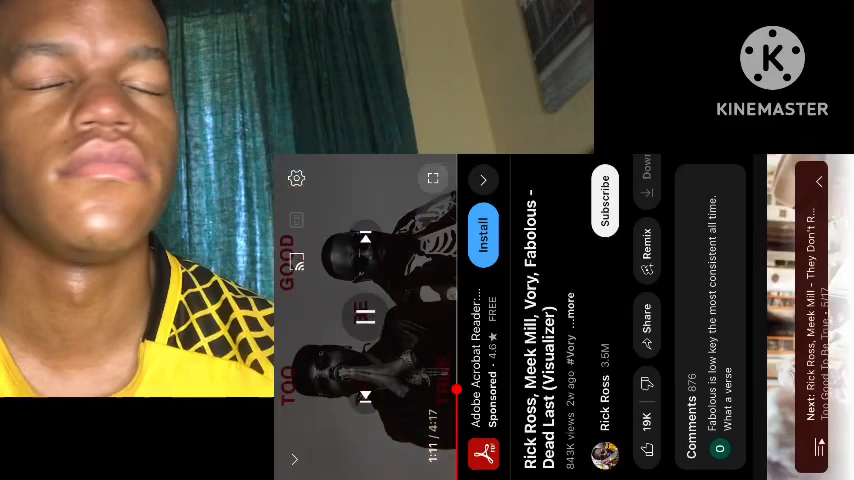 KINEMASTER
TOO GOOD
TRUE
1:11 / 4:17
Adobe Acrobat Reader:...
Sponsored · 4.6 ★ FREE
Install
Rick Ross, Meek Mill, Vory, Fabolous -
Dead Last (Visualizer)
843K views 2w ago #Vory ...more
Rick Ross 3.5M
Subscribe
19K
Share
Remix
Down
Comments 876
Fabolous is low key the most consistent all time.
What a verse
Next: Rick Ross, Meek Mill - They Don't R...
Too Good To Be True • 5/17